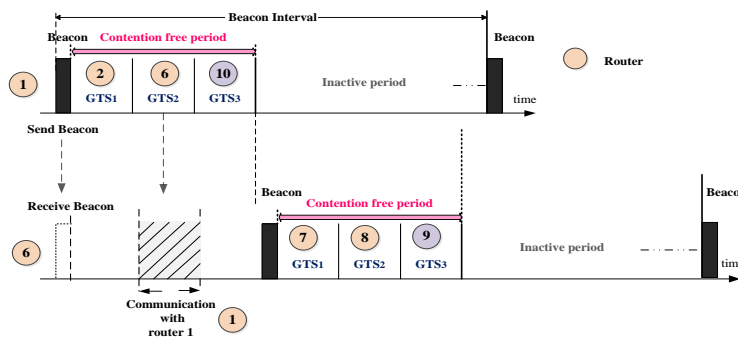 Beacon Interval
Beacon
Contention free period
Beacon
1
2
6
10
GTS1
GTS2
GTS3
Inactive period
Router
time
Send Beacon
Receive Beacon
Beacon
Contention free period
Beacon
6
7
8
9
GTS1
GTS2
GTS3
Inactive period
time
Communication
with
router 1
1